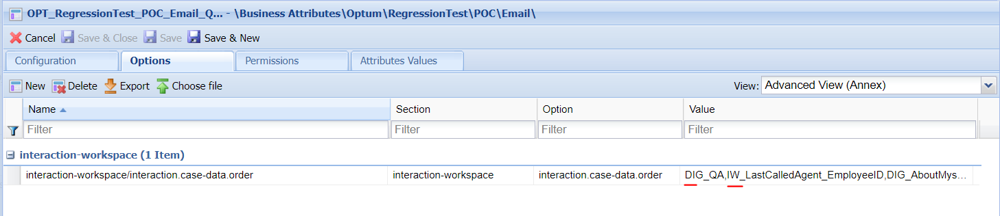 OPT_RegressionTest_POC_Email_Q... - \Business Attributes\Optum\RegressionTest\POC\Email\
Cancel Save & Close Save Save & New
Configuration Options Permissions Attributes Values
New Delete Export Choose file View: Advanced View (Annex)
Name Section Option Value
Filter Filter Filter Filter
interaction-workspace (1 Item)
interaction-workspace/interaction.case-data.order interaction-workspace interaction.case-data.order DIG_QA,IW_LastCalledAgent_EmployeeID,DIG_AboutMys...